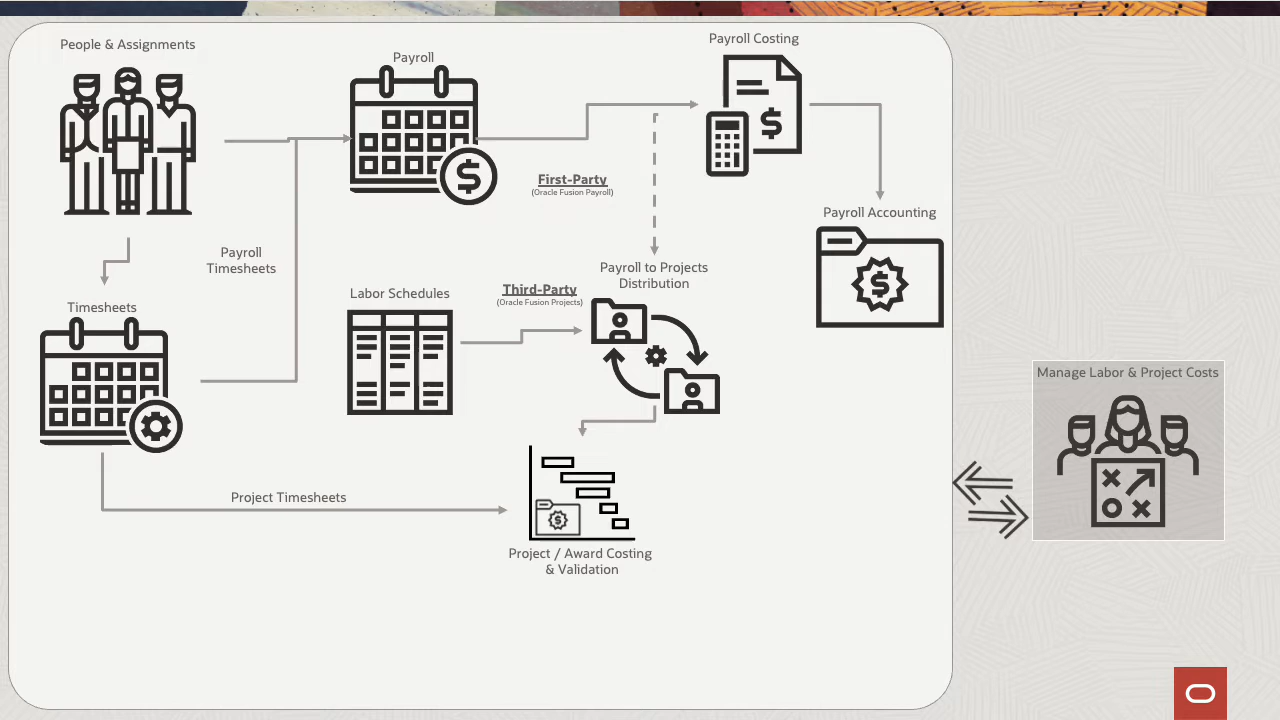 People & Assignments
Payroll
Payroll Costing
First-Party
(Oracle Fusion Payroll)
Payroll Accounting
Payroll
Timesheets
Payroll to Projects
Distribution
Third-Party
(Oracle Fusion Projects)
Labor Schedules
Timesheets
Manage Labor & Project Costs
Project Timesheets
Project / Award Costing
& Validation